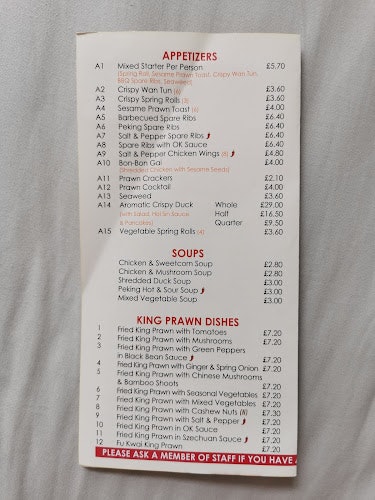 APPETIZERS
A1 Mixed Starter Per Person £5.70
(Spring Roll, Sesame Prawn Toast, Crispy Wan Tun,
BBQ Spare Ribs, Seaweed)
A2 Crispy Wan Tun (6) £3.60
A3 Crispy Spring Rolls (3) £3.60
A4 Sesame Prawn Toast (6) £4.00
A5 Barbecued Spare Ribs £6.40
A6 Peking Spare Ribs £6.40
A7 Salt & Pepper Spare Ribs £6.40
A8 Spare Ribs with OK Sauce £6.40
A9 Salt & Pepper Chicken Wings (8) £4.80
A10 Bon-Bon Gai £4.00
(Shredded Chicken with Sesame Seeds)
A11 Prawn Crackers £2.10
A12 Prawn Cocktail £4.00
A13 Seaweed £3.60
A14 Aromatic Crispy Duck Whole £29.00
(with Salad, HoiSin Sauce Half £16.50
& Pancakes) Quarter £9.50
A15 Vegetable Spring Rolls (4) £3.60
SOUPS
Chicken & Sweetcorn Soup £2.80
Chicken & Mushroom Soup £2.80
Shredded Duck Soup £3.00
Peking Hot & Sour Soup £3.00
Mixed Vegetable Soup £3.00
KING PRAWN DISHES
1 Fried King Prawn with Tomatoes £7.20
2 Fried King Prawn with Mushrooms £7.20
3 Fried King Prawn with Green Peppers
in Black Bean Sauce £7.20
4 Fried King Prawn with Ginger & Spring Onion £7.20
5 Fried King Prawn with Chinese Mushrooms
& Bamboo Shoots £7.20
6 Fried King Prawn with Seasonal Vegetables £7.20
7 Fried King Prawn with Mixed Vegetables £7.20
8 Fried King Prawn with Cashew Nuts (N) £7.30
9 Fried King Prawn with Salt & Pepper £7.20
10 Fried King Prawn in OK Sauce £7.20
11 Fried King Prawn in Szechuan Sauce £7.20
12 Fu Kwai King Prawn £7.20
PLEASE ASK A MEMBER OF STAFF IF YOU HAVE